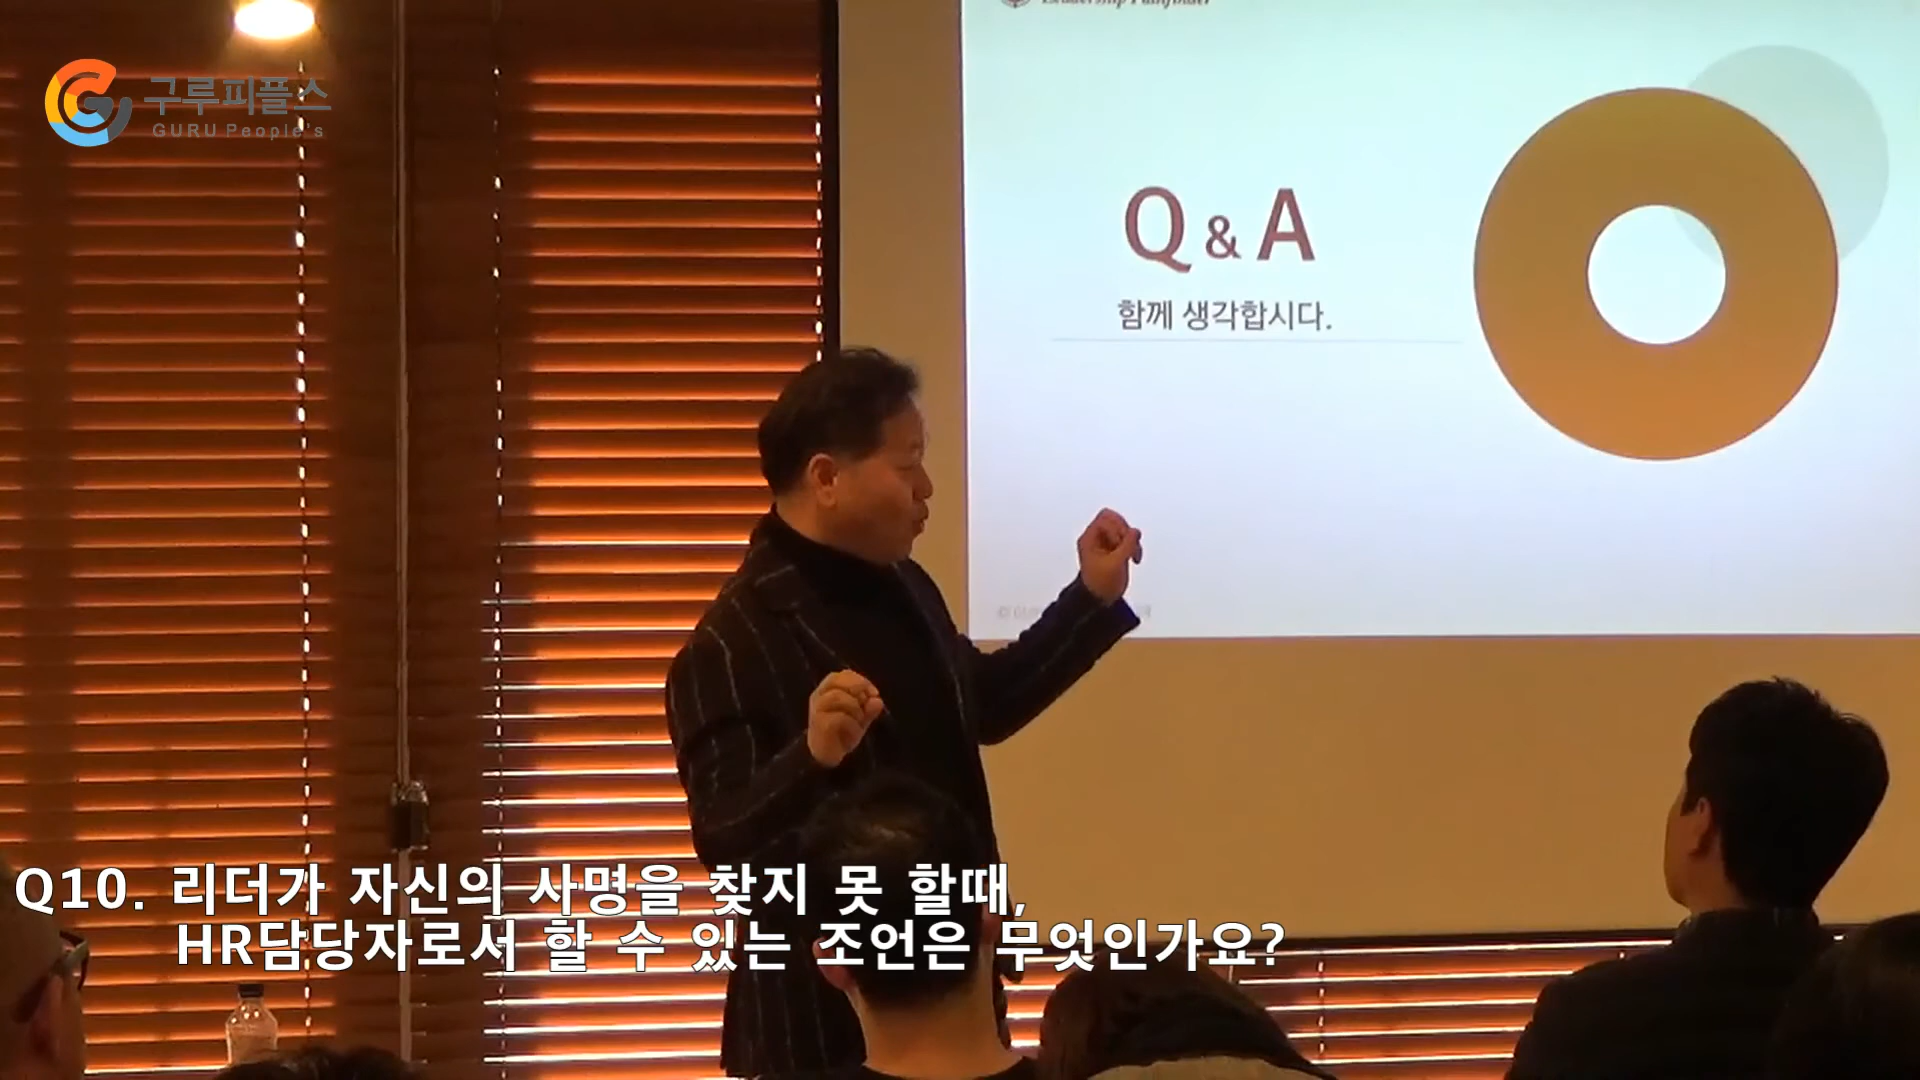 Leadership Pathfinder
구루피플스
GURU People's
Q & A
함께 생각합시다.
Q10. 리더가 자신의 사명을 찾지 못 할때,
HR담당자로서 할 수 있는 조언은 무엇인가요?